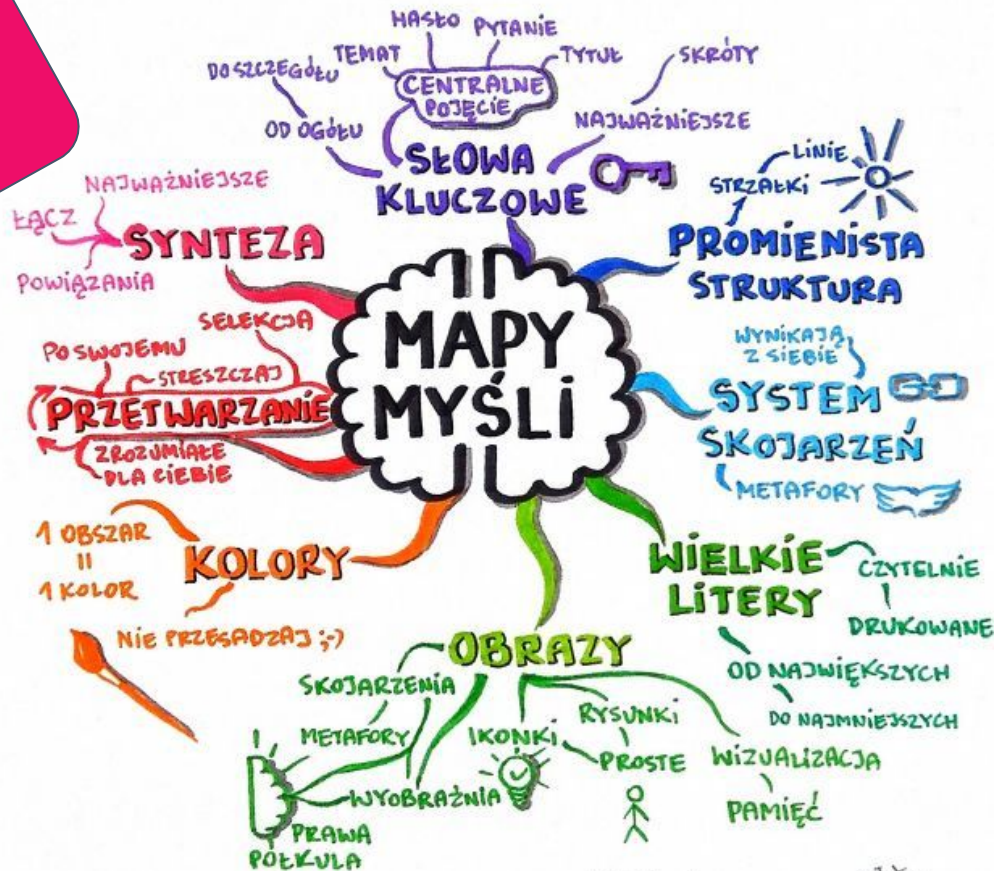 MAPY
MYŚLI
SŁOWA
KLUCZOWE
CENTRALNE
POJĘCIE
TEMAT
HASŁO
PYTANIE
TYTUŁ
OD OGÓŁU
DO SZCZEGÓŁU
NAJWAŻNIEJSZE
SKRÓTY
PROMIENISTA
STRUKTURA
STRZAŁKI
LINIE
SYSTEM
SKOJARZEŃ
WYNIKAJĄ
Z SIEBIE
METAFORY
WIELKIE
LITERY
CZYTELNIE
DRUKOWANE
OD NAJWIĘKSZYCH
DO NAJMNIEJSZYCH
OBRAZY
SKOJARZENIA
METAFORY
WYOBRAŹNIA
PRAWA
PÓŁKULA
IKONKI
RYSUNKI
PROSTE
WIZUALIZACJA
PAMIĘĆ
KOLORY
1 OBSZAR
=
1 KOLOR
NIE PRZESADZAJ ;-)
PRZETWARZANIE
PO SWOJEMU
STRESZCZAJ
SELEKCJA
ZROZUMIAŁE
DLA CIEBIE
SYNTEZA
NAJWAŻNIEJSZE
ŁĄCZ
POWIĄZANIA